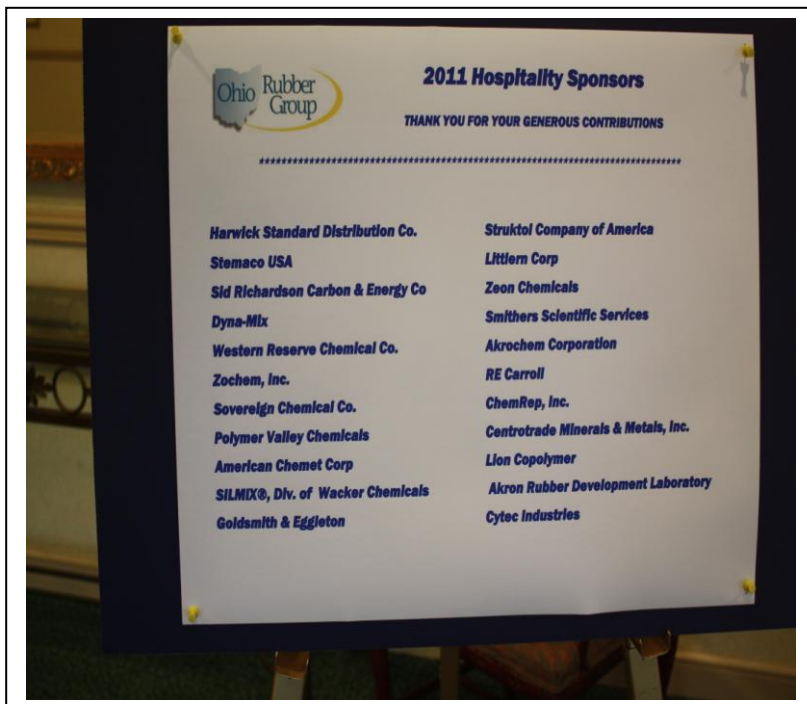 Ohio Rubber
Group
2011 Hospitality Sponsors
THANK YOU FOR YOUR GENEROUS CONTRIBUTIONS
********************************************************************************
Harwick Standard Distribution Co.
Stemaco USA
Sid Richardson Carbon & Energy Co
Dyna-Mix
Western Reserve Chemical Co.
Zochem, Inc.
Sovereign Chemical Co.
Polymer Valley Chemicals
American Chemet Corp
SILMIX®, Div. of Wacker Chemicals
Goldsmith & Eggleton
Struktol Company of America
Littlern Corp
Zeon Chemicals
Smithers Scientific Services
Akrochem Corporation
RE Carroll
ChemRep, Inc.
Centrotrade Minerals & Metals, Inc.
Lion Copolymer
Akron Rubber Development Laboratory
Cytec Industries